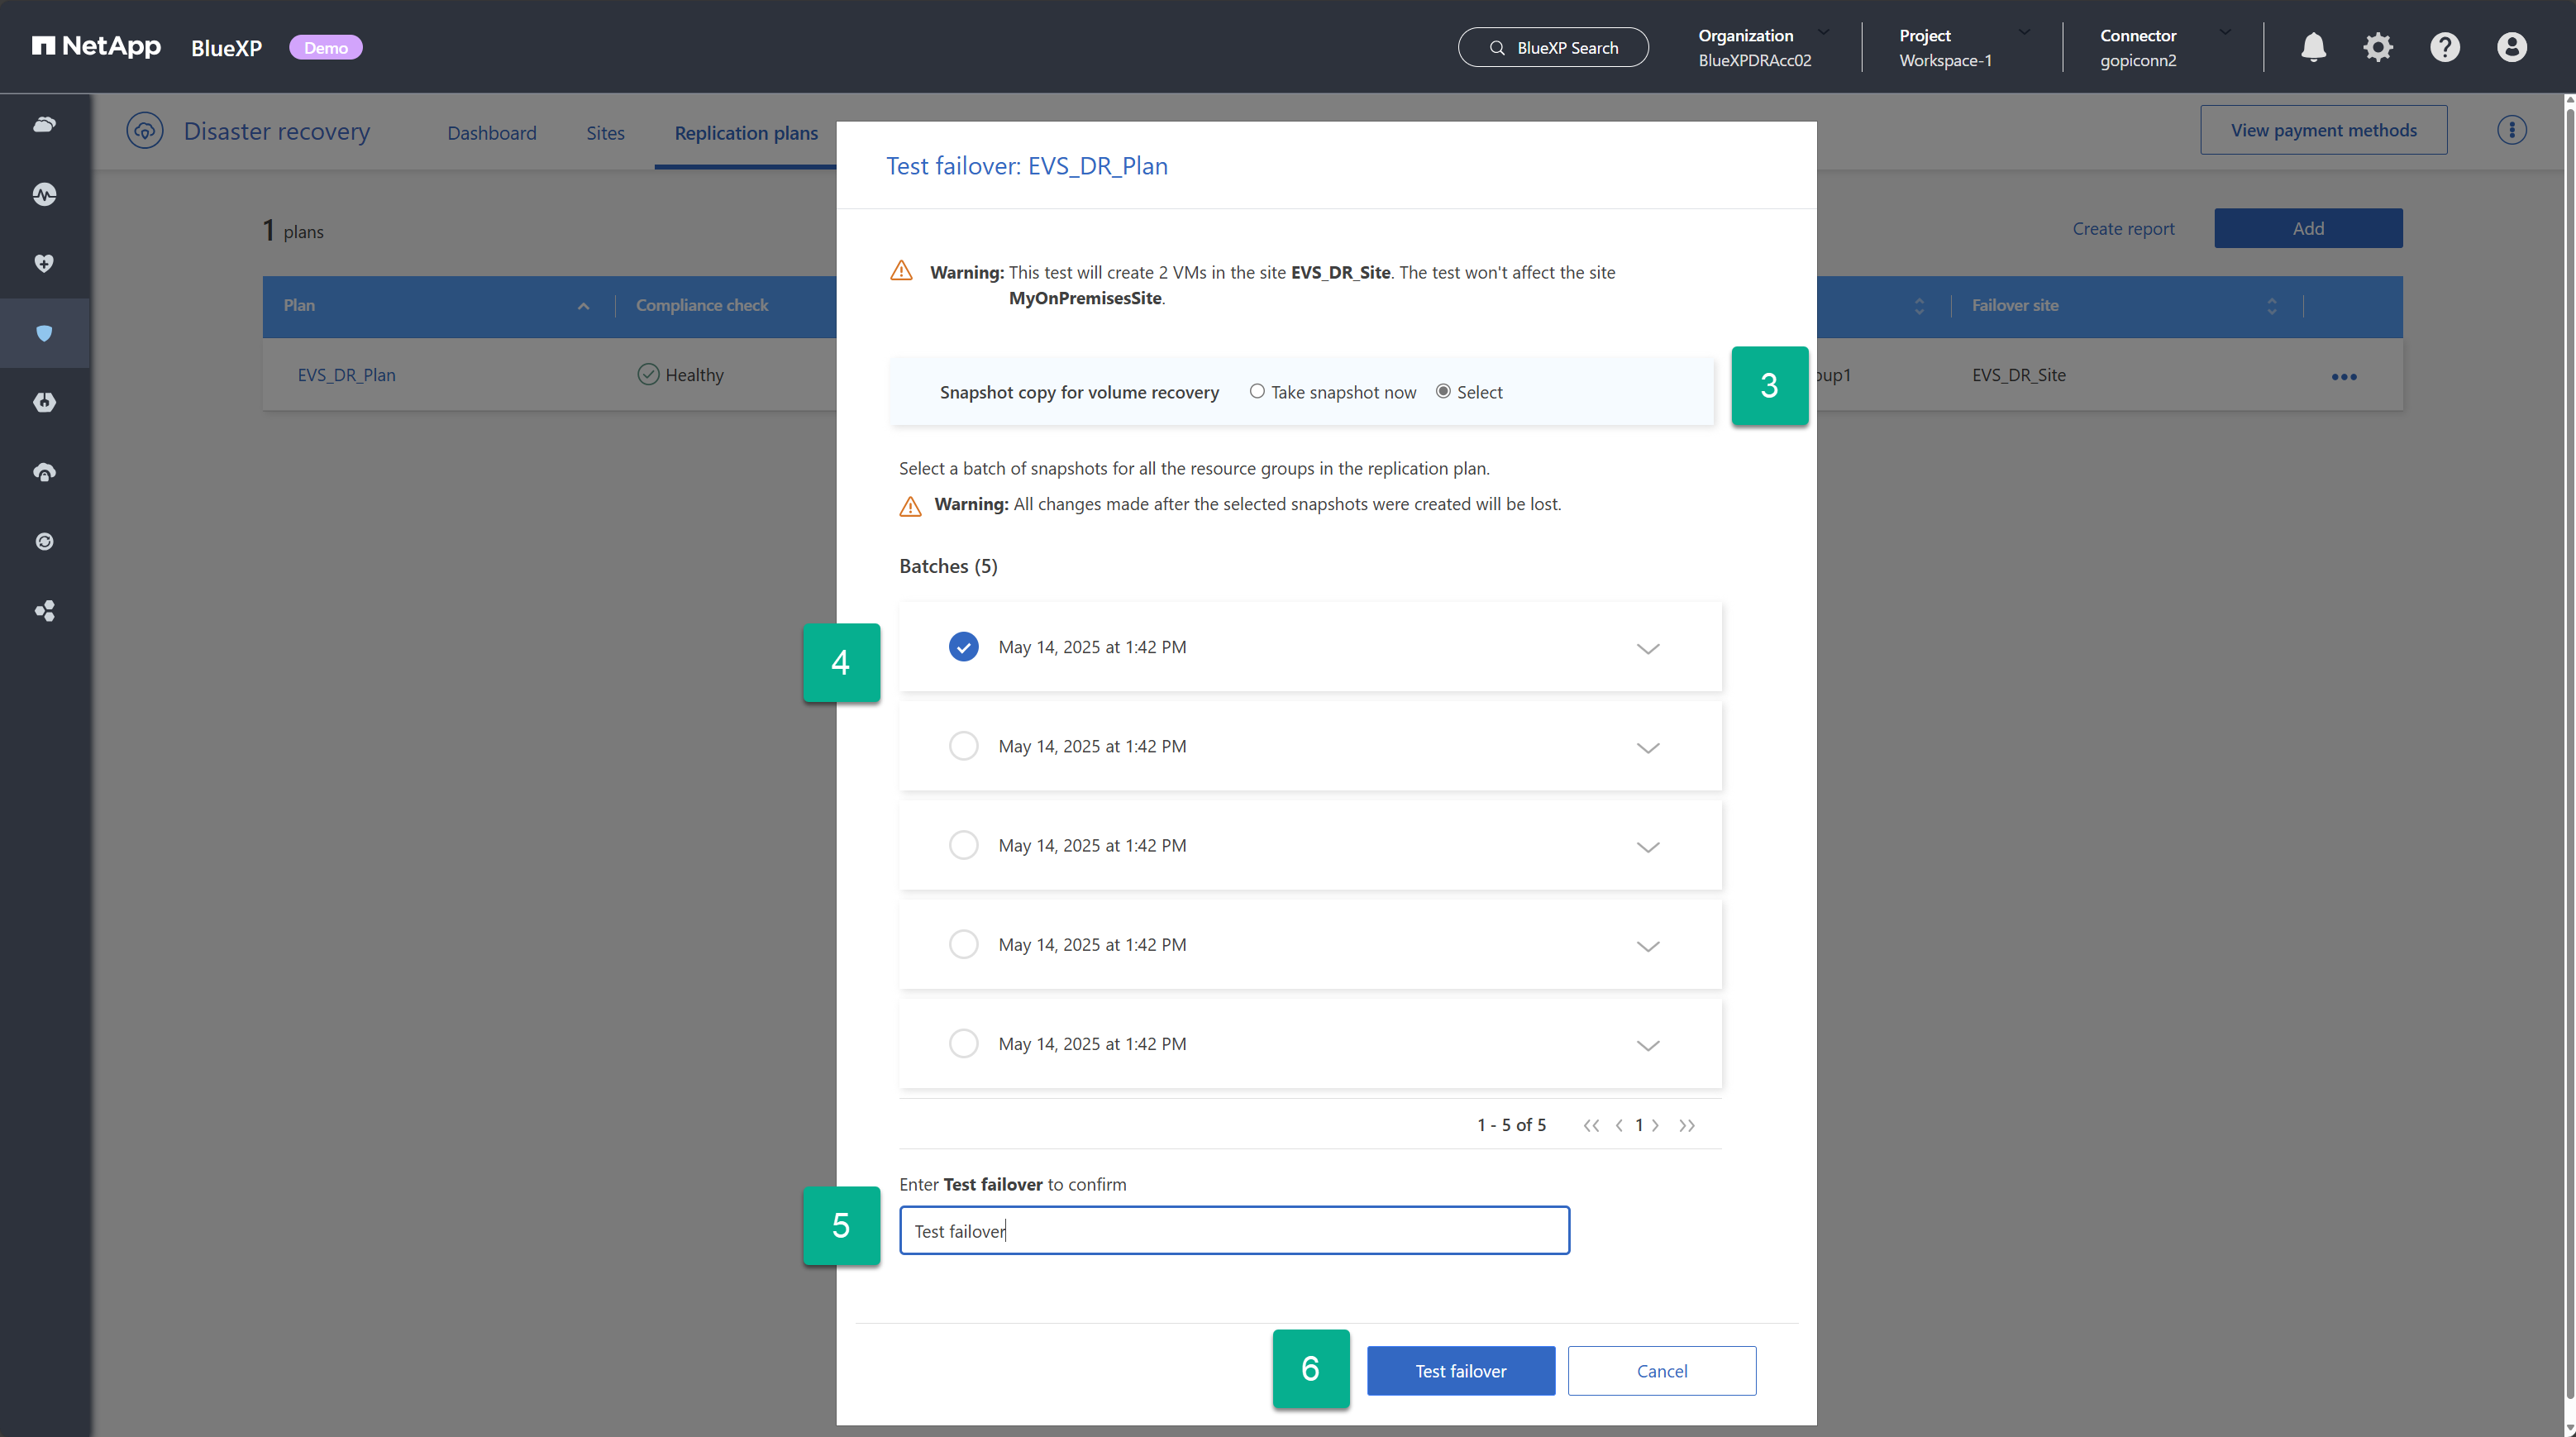 NetApp BlueXP Demo
BlueXP Search
Organization
BlueXPDRAcc02
Project
Workspace-1
Connector
gopiconn2
Disaster recovery
Dashboard
Sites
Replication plans
View payment methods
1 plans
Create report
Add
Plan
Compliance check
Failover site
EVS_DR_Plan
Healthy
oup1
EVS_DR_Site
Test failover: EVS_DR_Plan
Warning: This test will create 2 VMs in the site EVS_DR_Site. The test won't affect the site
MyOnPremisesSite.
Snapshot copy for volume recovery Take snapshot now Select
3
Select a batch of snapshots for all the resource groups in the replication plan.
Warning: All changes made after the selected snapshots were created will be lost.
Batches (5)
4
May 14, 2025 at 1:42 PM
May 14, 2025 at 1:42 PM
May 14, 2025 at 1:42 PM
May 14, 2025 at 1:42 PM
May 14, 2025 at 1:42 PM
1 - 5 of 5 << < 1 > >>
Enter Test failover to confirm
5
Test failover
6
Test failover
Cancel